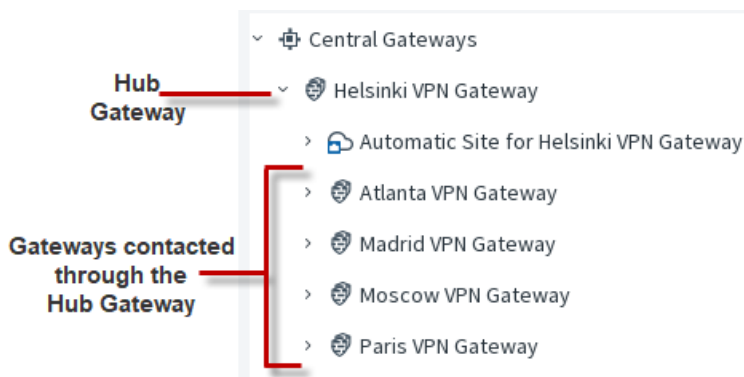 Central Gateways
Hub
Gateway
Helsinki VPN Gateway
Automatic Site for Helsinki VPN Gateway
Atlanta VPN Gateway
Gateways contacted
through the
Hub Gateway
Madrid VPN Gateway
Moscow VPN Gateway
Paris VPN Gateway